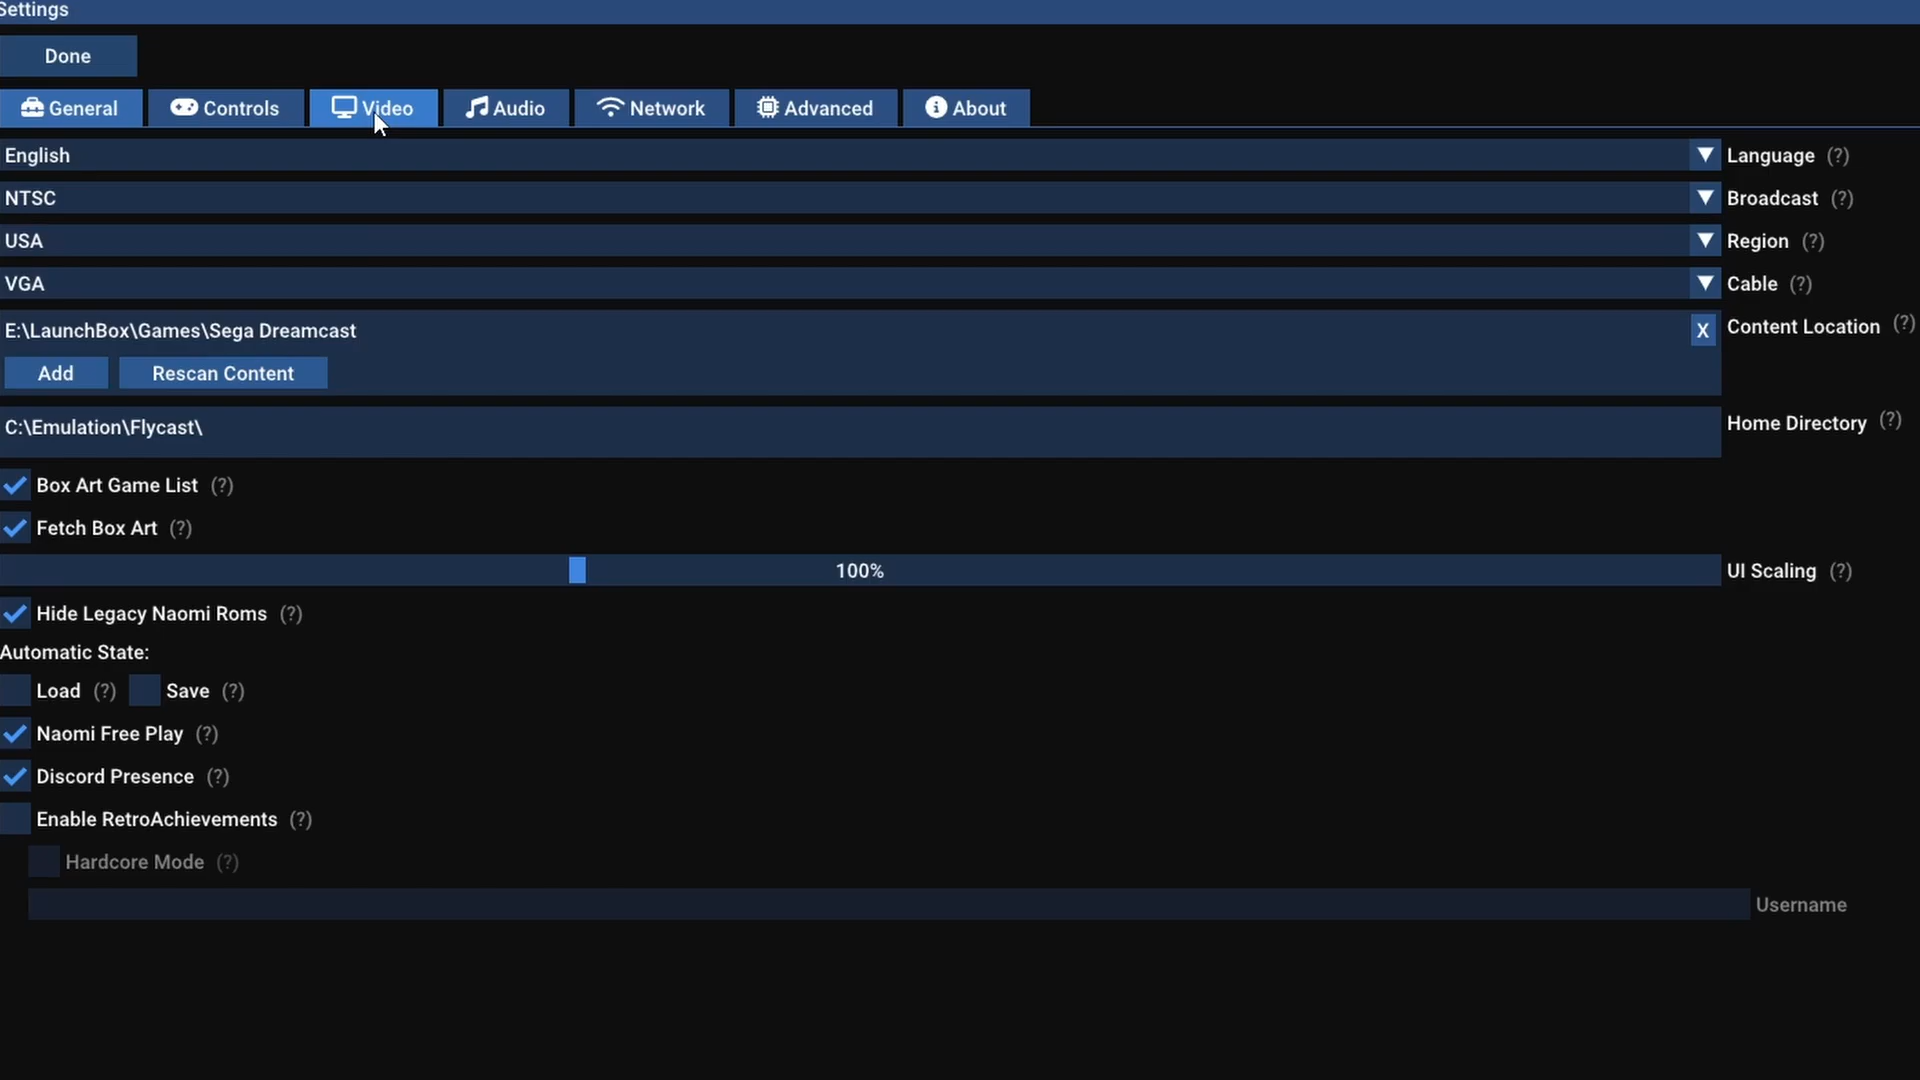 Settings
Done
General Controls Video Audio Network Advanced About
English Language (?)
NTSC Broadcast (?)
USA Region (?)
VGA Cable (?)
E:\LaunchBox\Games\Sega Dreamcast X Content Location (?)
Add Rescan Content
C:\Emulation\Flycast\ Home Directory (?)
Box Art Game List (?)
Fetch Box Art (?)
100% UI Scaling (?)
Hide Legacy Naomi Roms (?)
Automatic State:
Load (?) Save (?)
Naomi Free Play (?)
Discord Presence (?)
Enable RetroAchievements (?)
Hardcore Mode (?)
Username